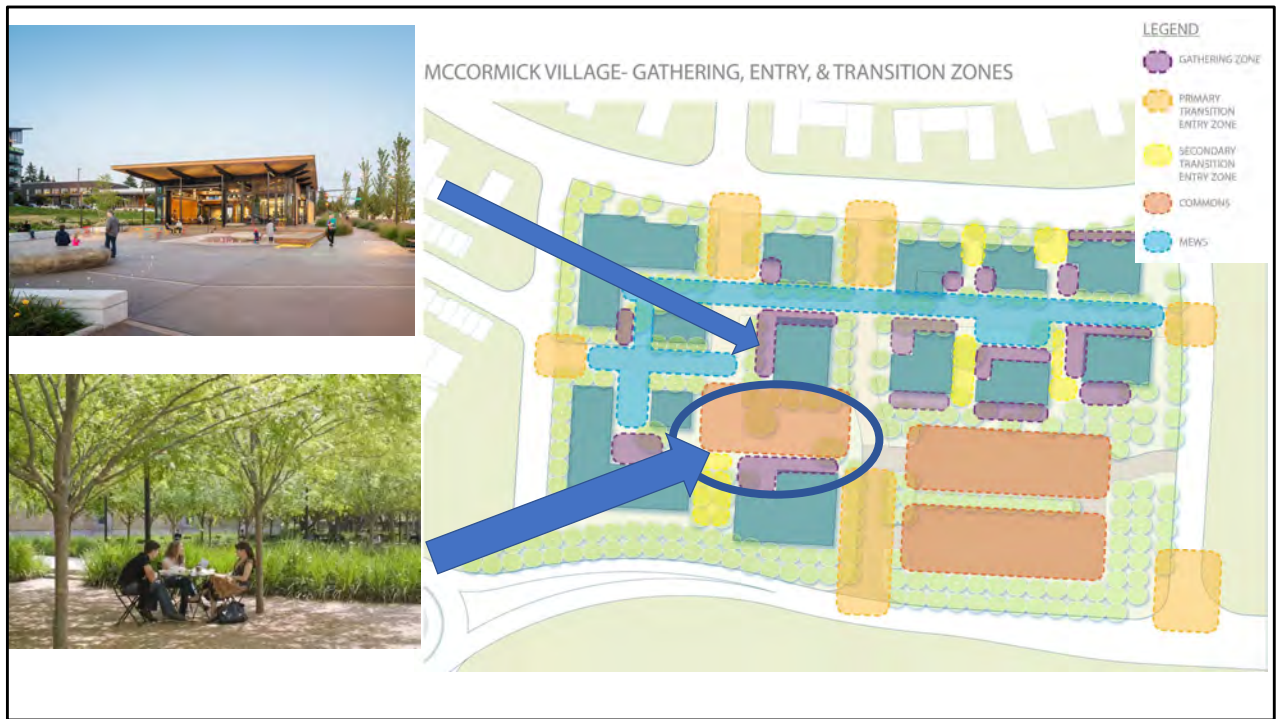 MCCORMICK VILLAGE- GATHERING, ENTRY, & TRANSITION ZONES
LEGEND
GATHERING ZONE
PRIMARY
TRANSITION
ENTRY ZONE
SECONDARY
TRANSITION
ENTRY ZONE
COMMONS
MEWS